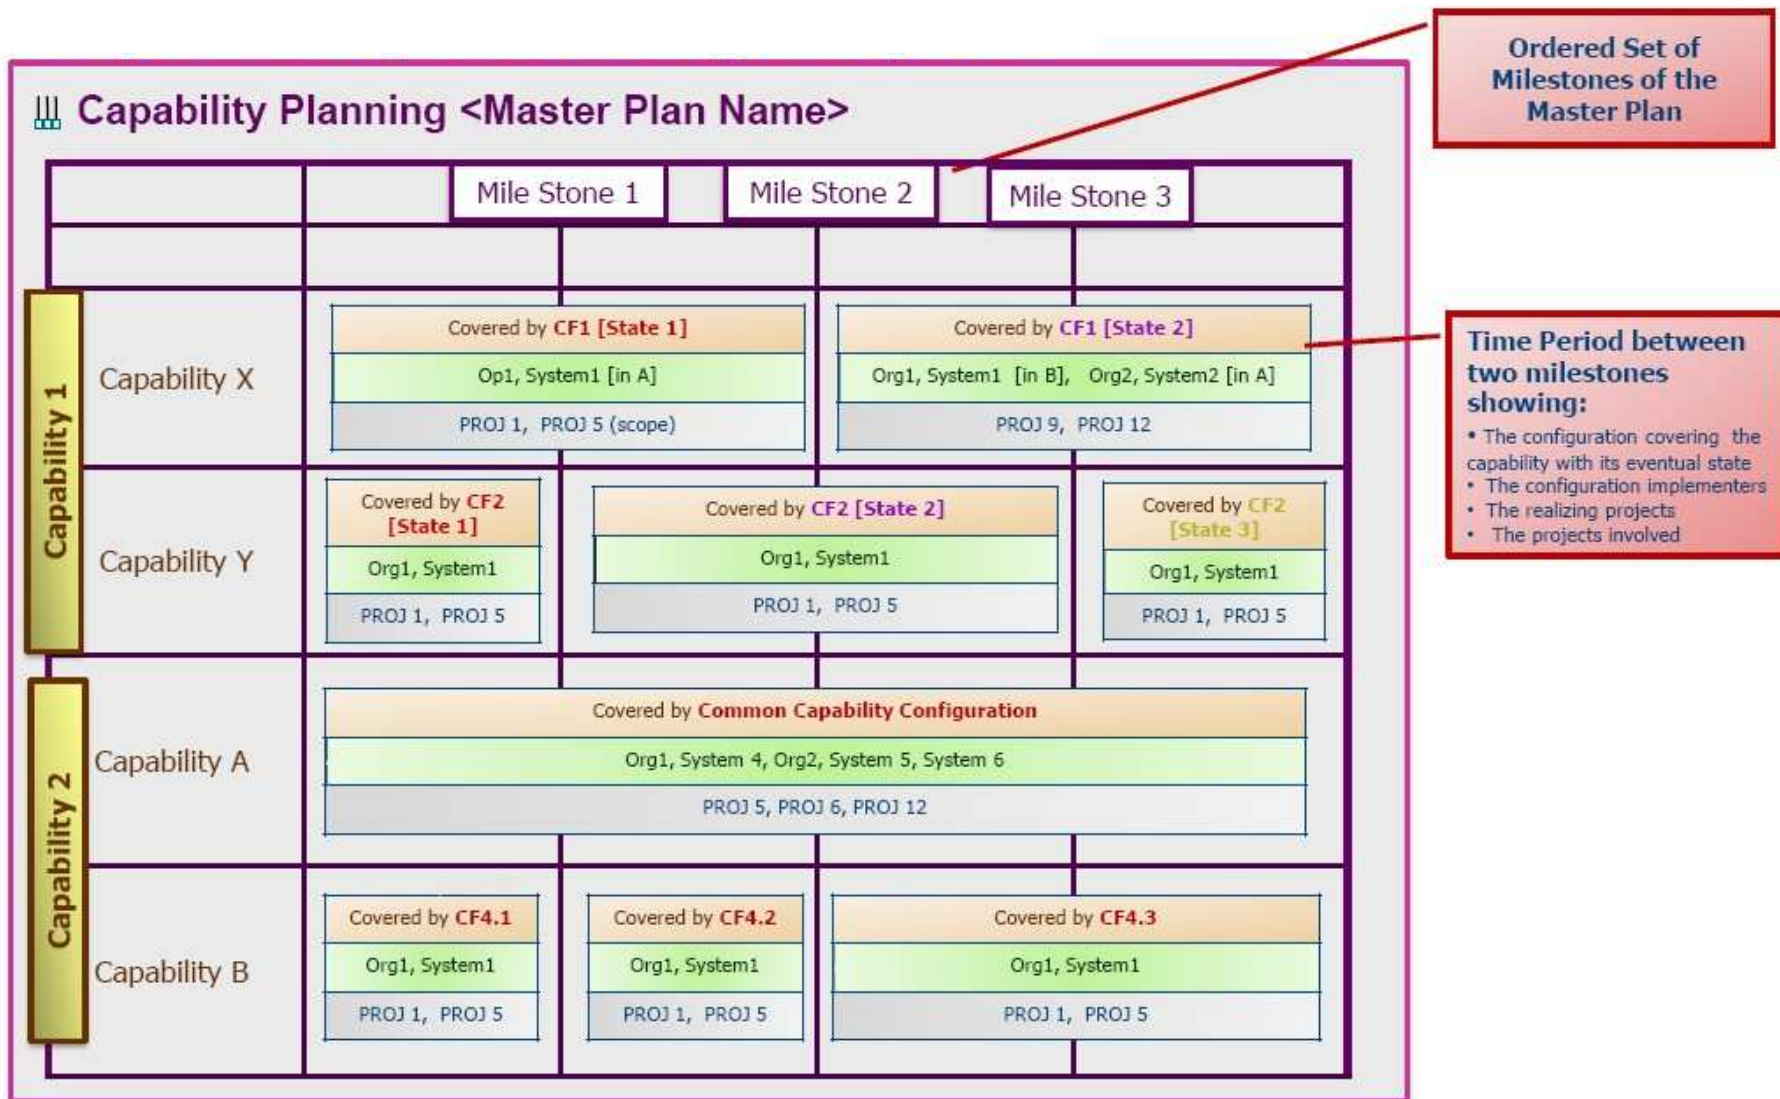 Capability Planning <Master Plan Name>
Ordered Set of
Milestones of the
Master Plan
Mile Stone 1
Mile Stone 2
Mile Stone 3
Capability 1
Capability X
Covered by CF1 [State 1]
Op1, System1 [in A]
PROJ 1, PROJ 5 (scope)
Covered by CF1 [State 2]
Org1, System1 [in B], Org2, System2 [in A]
PROJ 9, PROJ 12
Time Period between
two milestones
showing:
• The configuration covering the
capability with its eventual state
• The configuration implementers
• The realizing projects
• The projects involved
Capability Y
Covered by CF2
[State 1]
Org1, System1
PROJ 1, PROJ 5
Covered by CF2 [State 2]
Org1, System1
PROJ 1, PROJ 5
Covered by CF2
[State 3]
Org1, System1
PROJ 1, PROJ 5
Capability 2
Capability A
Covered by Common Capability Configuration
Org1, System 4, Org2, System 5, System 6
PROJ 5, PROJ 6, PROJ 12
Capability B
Covered by CF4.1
Org1, System1
PROJ 1, PROJ 5
Covered by CF4.2
Org1, System1
PROJ 1, PROJ 5
Covered by CF4.3
Org1, System1
PROJ 1, PROJ 5